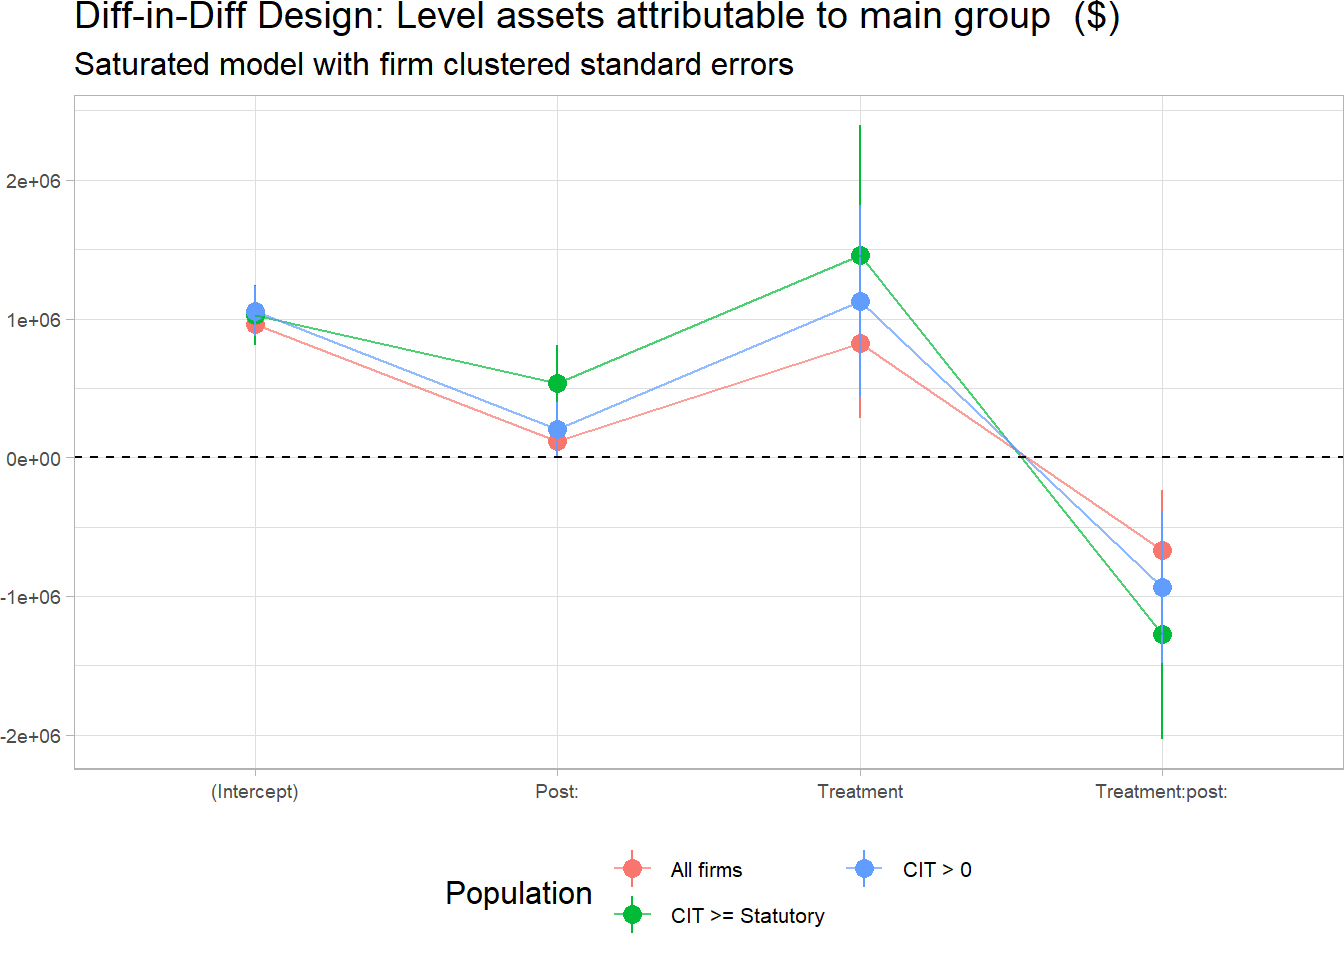 Diff-in-Diff Design: Level assets attributable to main group  ($)
Saturated model with firm clustered standard errors
2e+06
1e+06
0e+00
-1e+06
-2e+06
(Intercept)
Post:
Treatment
Treatment:post:
Population
All firms
CIT > 0
CIT >= Statutory